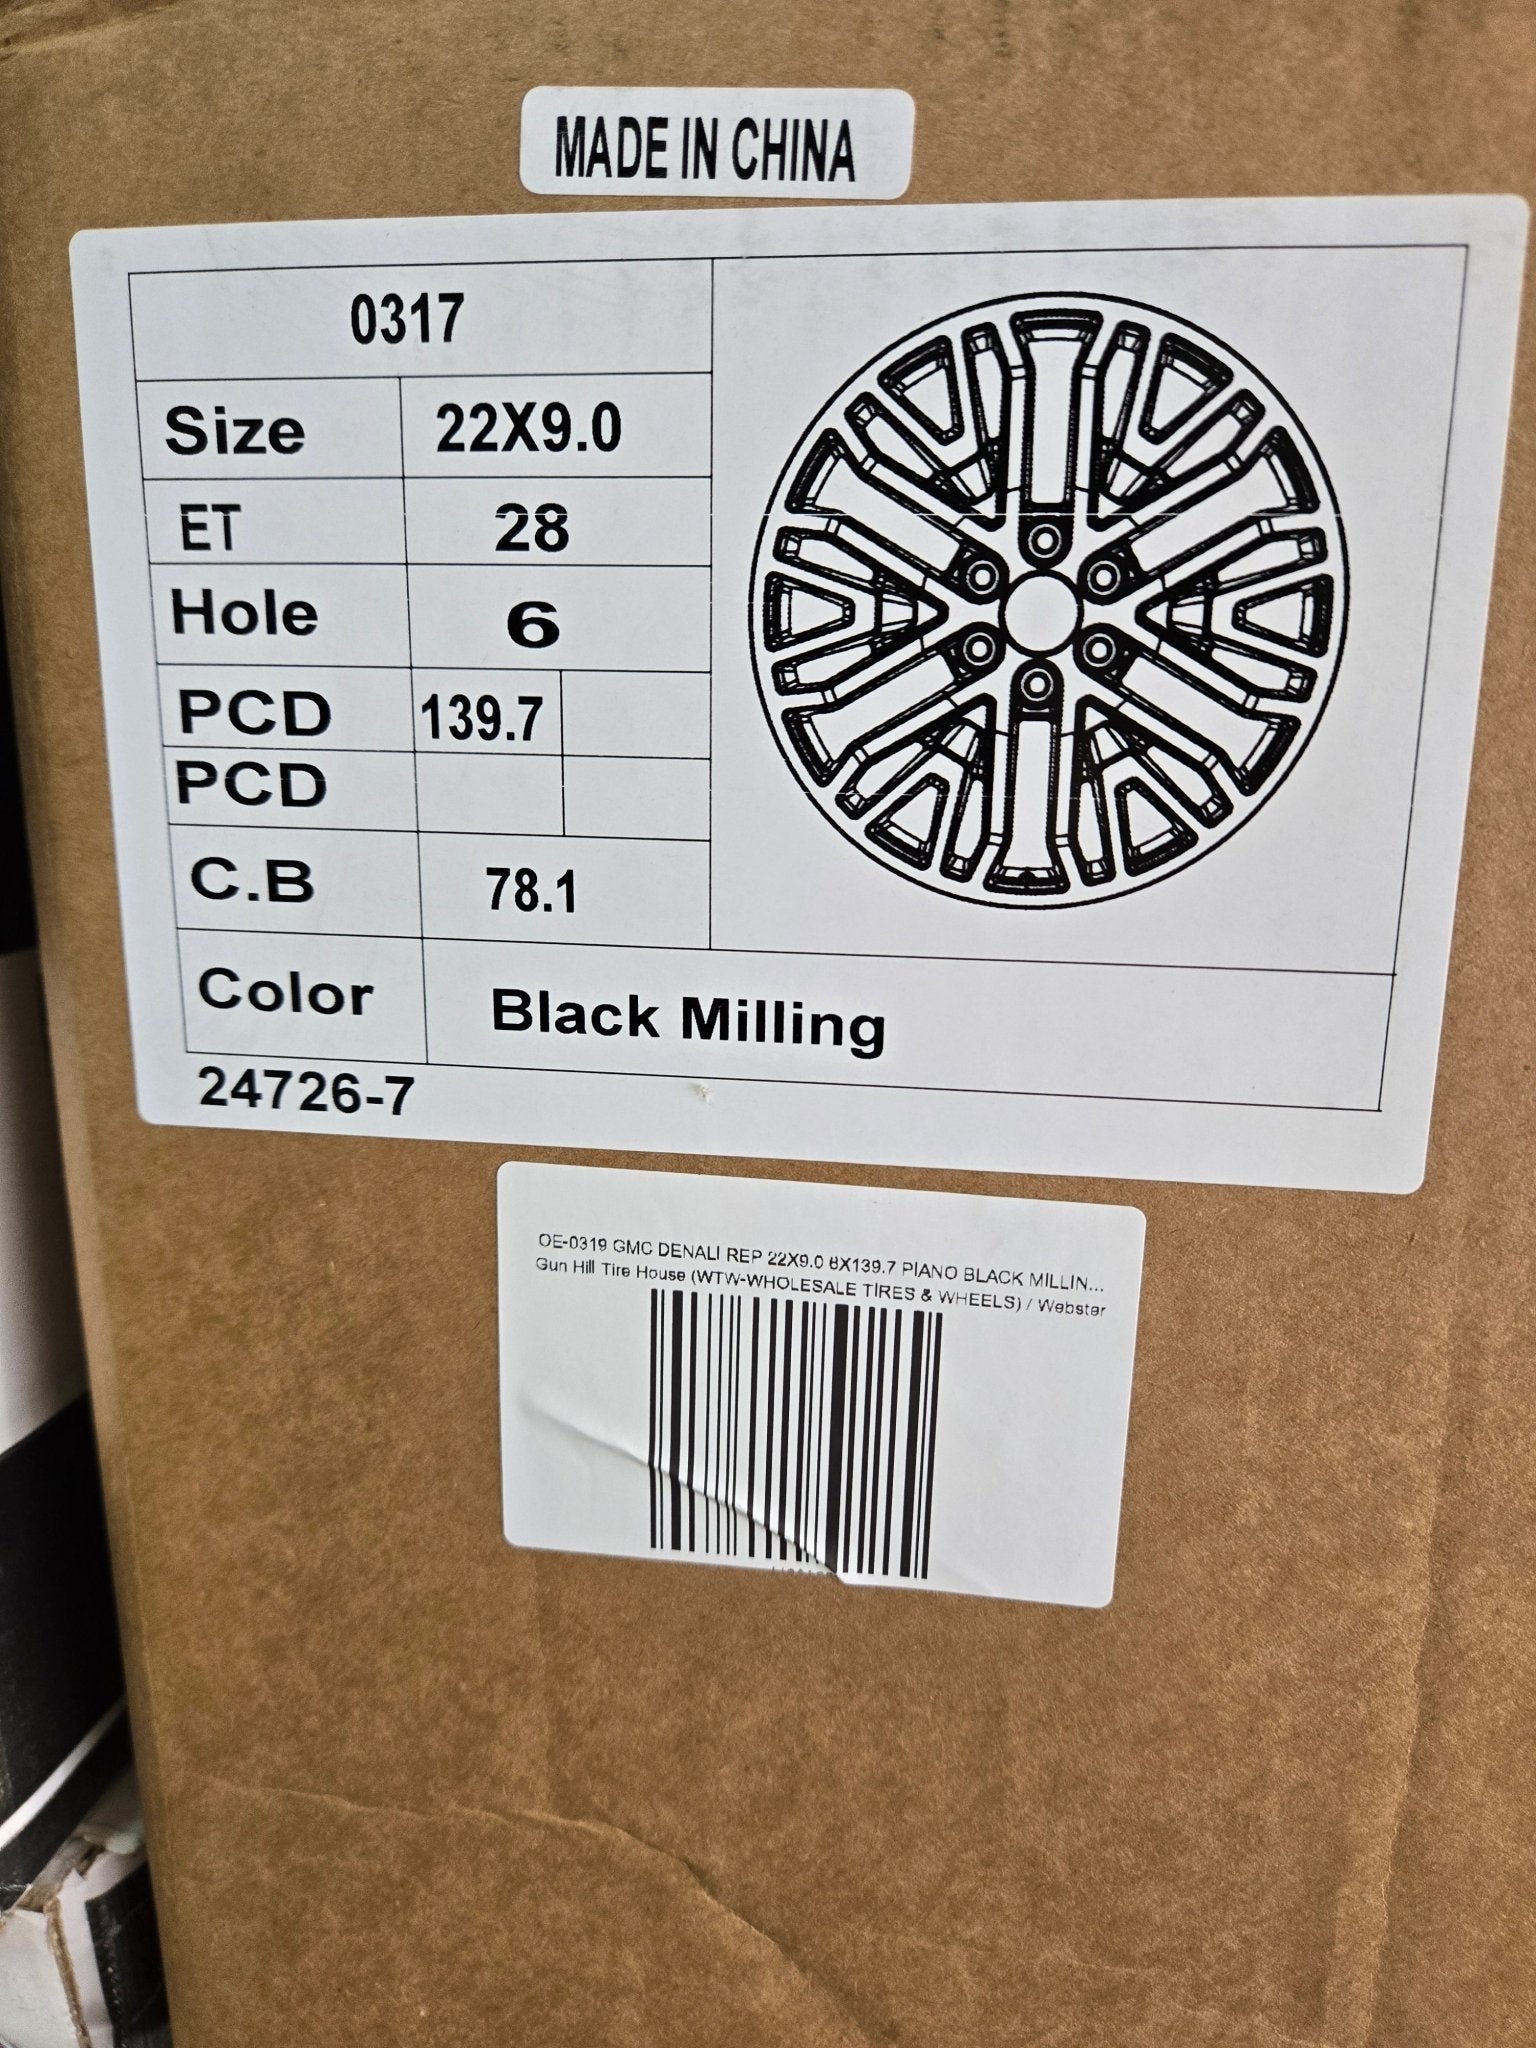 MADE IN CHINA
0317
Size 22X9.0
ET 28
Hole 6
PCD 139.7
PCD
C.B 78.1
Color Black Milling
24726-7
OE-0319 GMC DENALI REP 22X9.0 6X139.7 PIANO BLACK MILLIN...
Gun Hill Tire House (WTW-WHOLESALE TIRES & WHEELS) / Webster